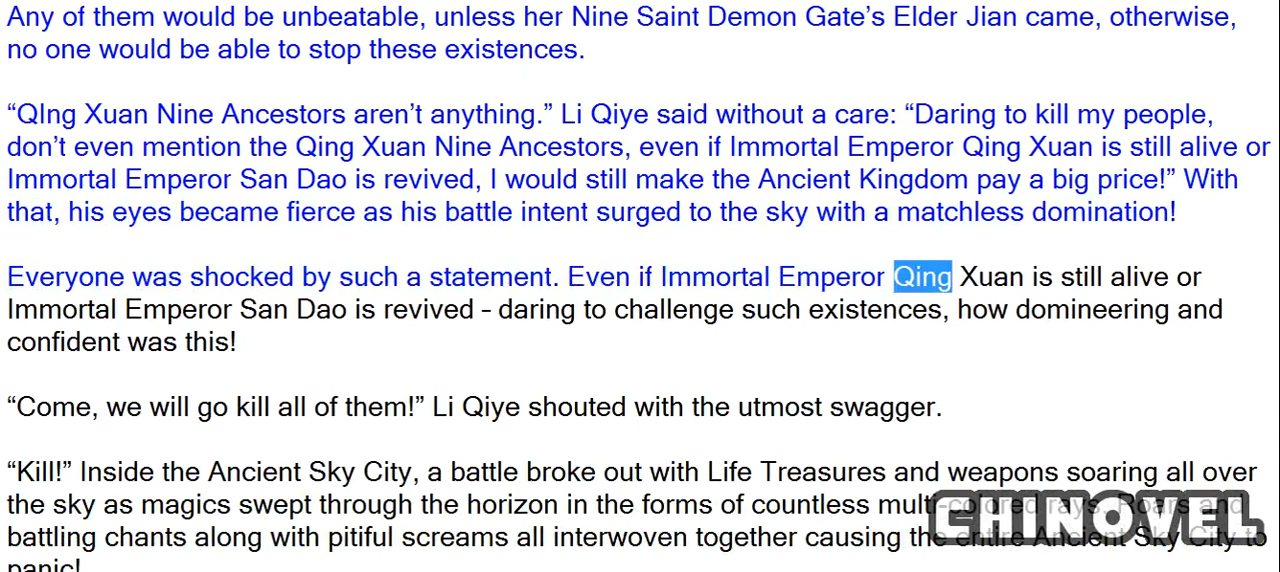 Any of them would be unbeatable, unless her Nine Saint Demon Gate’s Elder Jian came, otherwise,
no one would be able to stop these existences.
“QIng Xuan Nine Ancestors aren’t anything.” Li Qiye said without a care: “Daring to kill my people,
don’t even mention the Qing Xuan Nine Ancestors, even if Immortal Emperor Qing Xuan is still alive or
Immortal Emperor San Dao is revived, I would still make the Ancient Kingdom pay a big price!” With
that, his eyes became fierce as his battle intent surged to the sky with a matchless domination!
Everyone was shocked by such a statement. Even if Immortal Emperor Qing Xuan is still alive or
Immortal Emperor San Dao is revived – daring to challenge such existences, how domineering and
confident was this!
“Come, we will go kill all of them!” Li Qiye shouted with the utmost swagger.
“Kill!” Inside the Ancient Sky City, a battle broke out with Life Treasures and weapons soaring all over
the sky as magics swept through the horizon in the forms of countless multi-colored rays. Roars and
battling chants along with pitiful screams all interwoven together causing the entire Ancient Sky City to
panic!
CHINOVEL